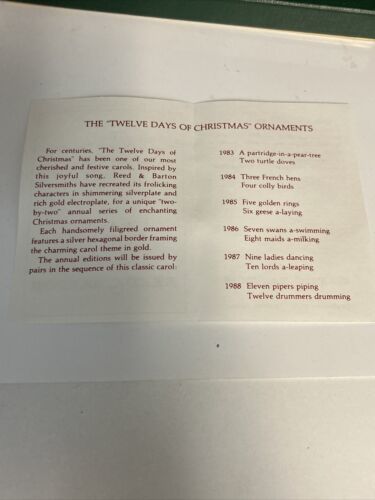 THE "TWELVE DAYS OF CHRISTMAS" ORNAMENTS
For centuries, "The Twelve Days of
Christmas" has been one of our most
cherished and festive carols. Inspired by
this joyful song, Reed & Barton
Silversmiths have recreated its frolicking
characters in shimmering silverplate and
rich gold electroplate, for a unique "two-
by-two" annual series of enchanting
Christmas ornaments.
Each handsomely filigreed ornament
features a silver hexagonal border framing
the charming carol theme in gold.
The annual editions will be issued by
pairs in the sequence of this classic carol:
1983 A partridge-in-a-pear-tree
Two turtle doves
1984 Three French hens
Four colly birds
1985 Five golden rings
Six geese a-laying
1986 Seven swans a-swimming
Eight maids a-milking
1987 Nine ladies dancing
Ten lords a-leaping
1988 Eleven pipers piping
Twelve drummers drumming